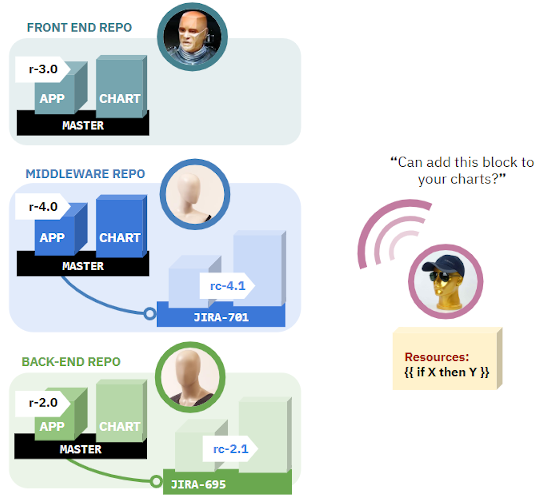 FRONT END REPO
r-3.0
APP
CHART
MASTER
MIDDLEWARE REPO
r-4.0
APP
CHART
MASTER
rc-4.1
JIRA-701
BACK-END REPO
r-2.0
APP
CHART
MASTER
rc-2.1
JIRA-695
“Can add this block to
your charts?”
Resources:
{{ if X then Y }}